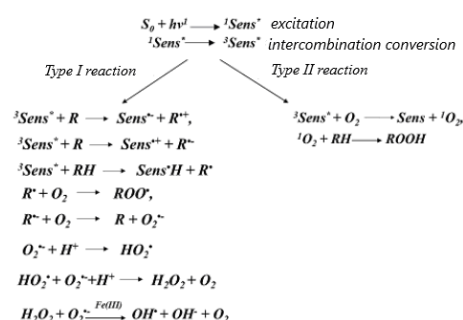 S₀ + hν¹ → ¹Sens* excitation
¹Sens* → ³Sens* intercombination conversion
Type I reaction
Type II reaction
³Sens* + R → Sens•⁻ + R•⁺,
³Sens* + R → Sens•⁺ + R•⁻
³Sens* + RH → Sens•H + R•
R• + O₂ → ROO•,
R•⁻ + O₂ → R + O₂•⁻
O₂•⁻ + H⁺ → HO₂•
HO₂• + O₂•⁻ + H⁺ → H₂O₂ + O₂
H₂O₂ + O₂•⁻ Fe(III) → OH• + OH⁻ + O₂
³Sens* + O₂ → Sens + ¹O₂,
¹O₂ + RH → ROOH